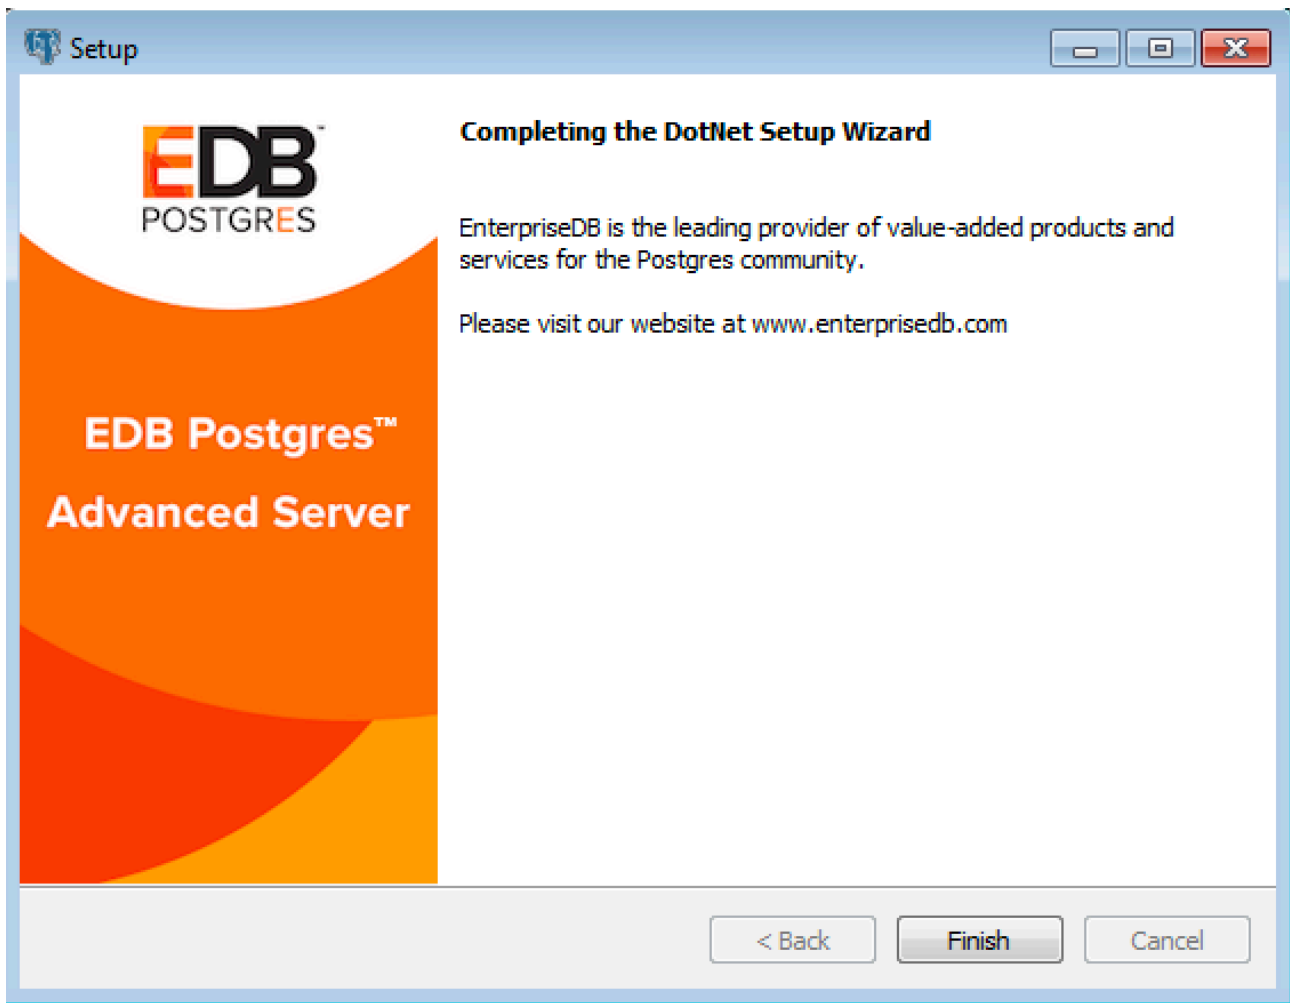 Setup
EDB™
POSTGRES
EDB Postgres™
Advanced Server
Completing the DotNet Setup Wizard
EnterpriseDB is the leading provider of value-added products and
services for the Postgres community.
Please visit our website at www.enterprisedb.com
< Back
Finish
Cancel